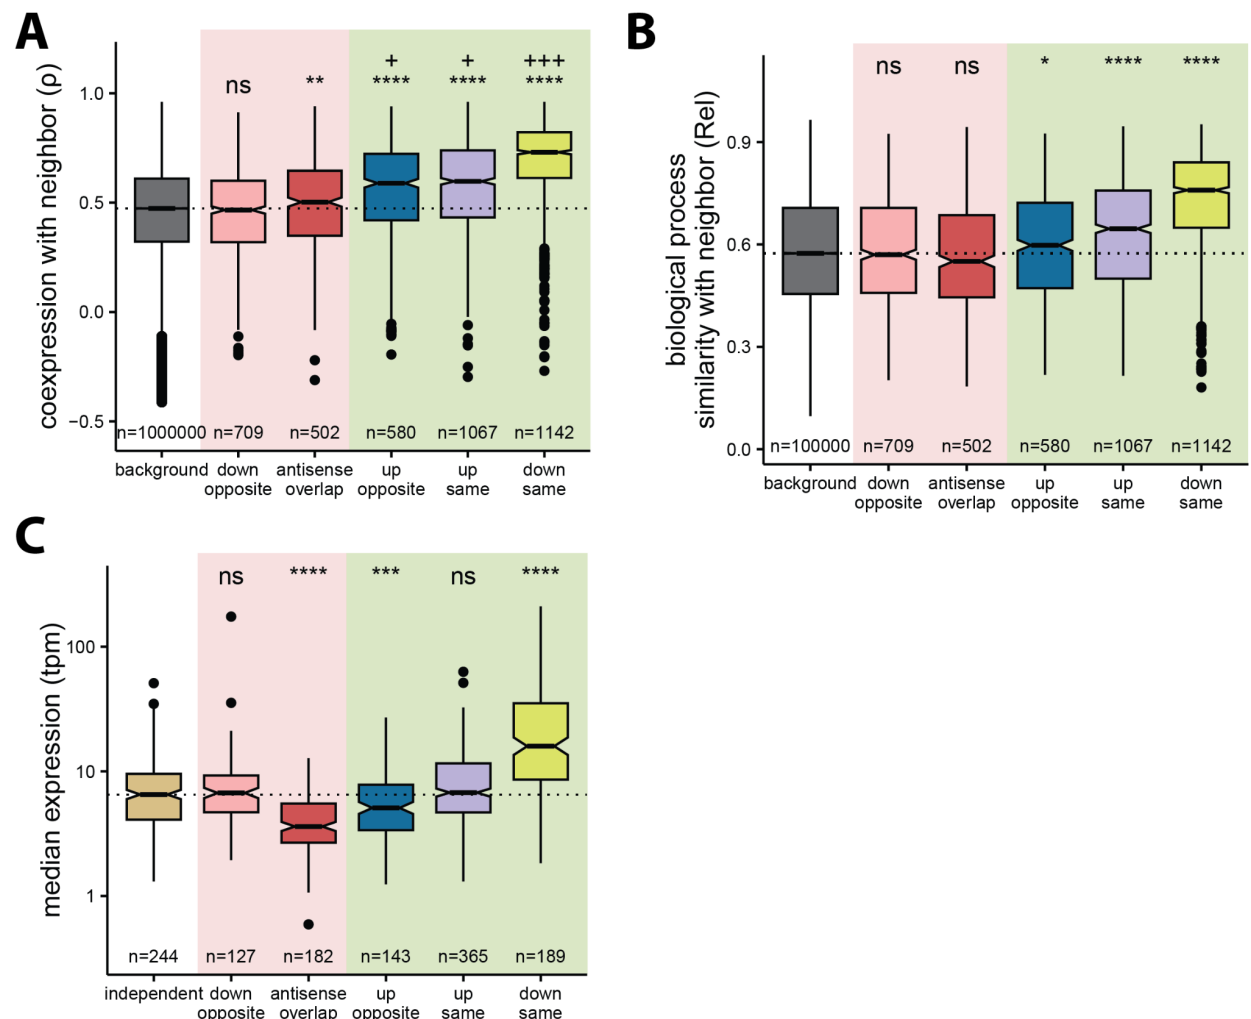 A
coexpression with neighbor (ρ)
1.0
0.5
0.0
−0.5
ns
**
+
****
+
****
+++
****
n=1000000
n=709
n=502
n=580
n=1067
n=1142
background
down
opposite
antisense
overlap
up
opposite
up
same
down
same
B
biological process
similarity with neighbor (Rel)
0.9
0.6
0.3
0.0
ns
ns
*
****
****
n=100000
n=709
n=502
n=580
n=1067
n=1142
background
down
opposite
antisense
overlap
up
opposite
up
same
down
same
C
median expression (tpm)
100
10
1
ns
****
***
ns
****
n=244
n=127
n=182
n=143
n=365
n=189
independent
down
opposite
antisense
overlap
up
opposite
up
same
down
same